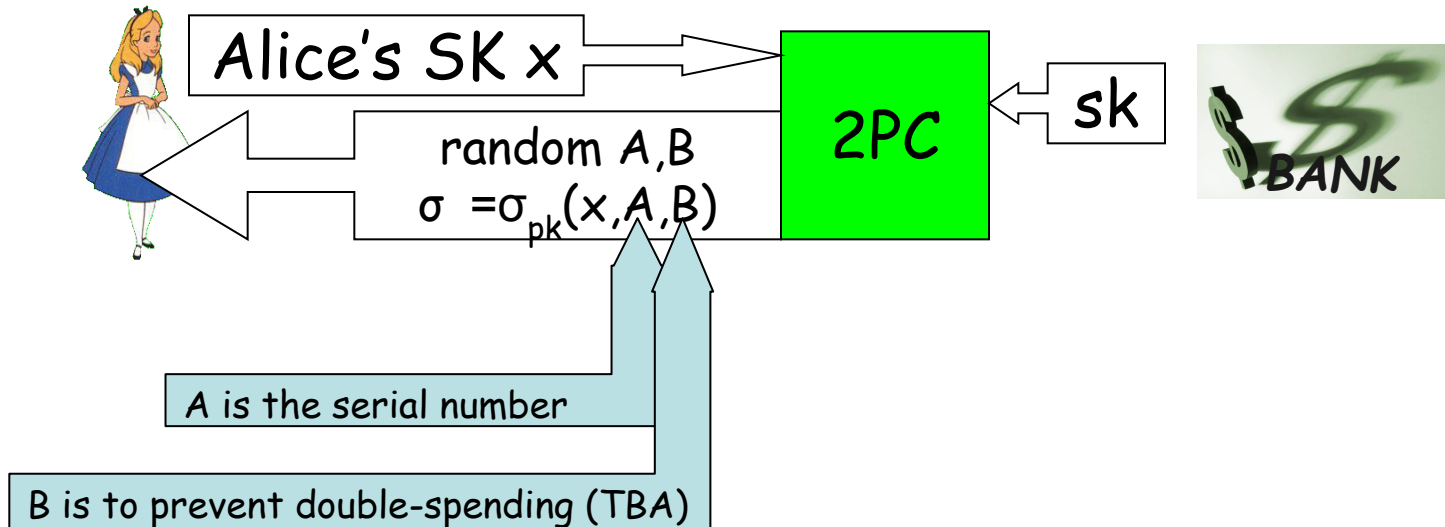 Alice's SK x
2PC
sk
BANK
random A,B
σ =σpk(x,A,B)
A is the serial number
B is to prevent double-spending (TBA)